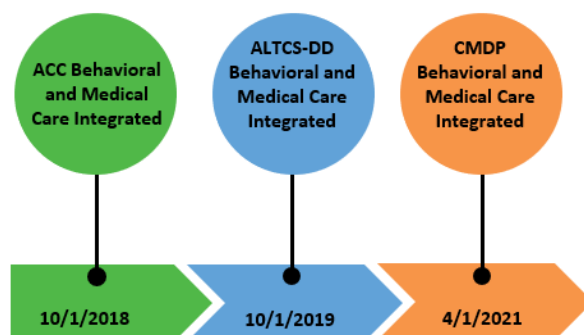 ACC Behavioral
and Medical
Care Integrated
ALTCS-DD
Behavioral and
Medical Care
Integrated
CMDP
Behavioral and
Medical Care
Integrated
10/1/2018
10/1/2019
4/1/2021